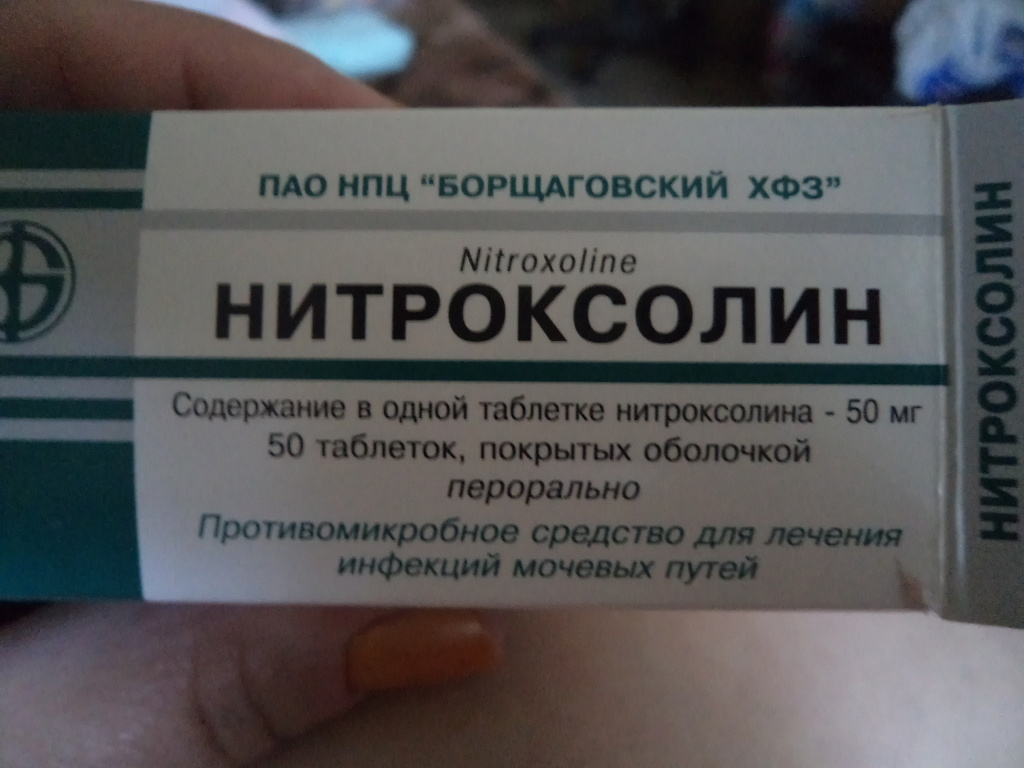 ПАО НПЦ “БОРЩАГОВСКИЙ ХФЗ”
Nitroxoline
НИТРОКСОЛИН
Содержание в одной таблетке нитроксолина - 50 мг
50 таблеток, покрытых оболочкой
перорально
Противомикробное средство для лечения
инфекций мочевых путей
НИТРОКСОЛИН